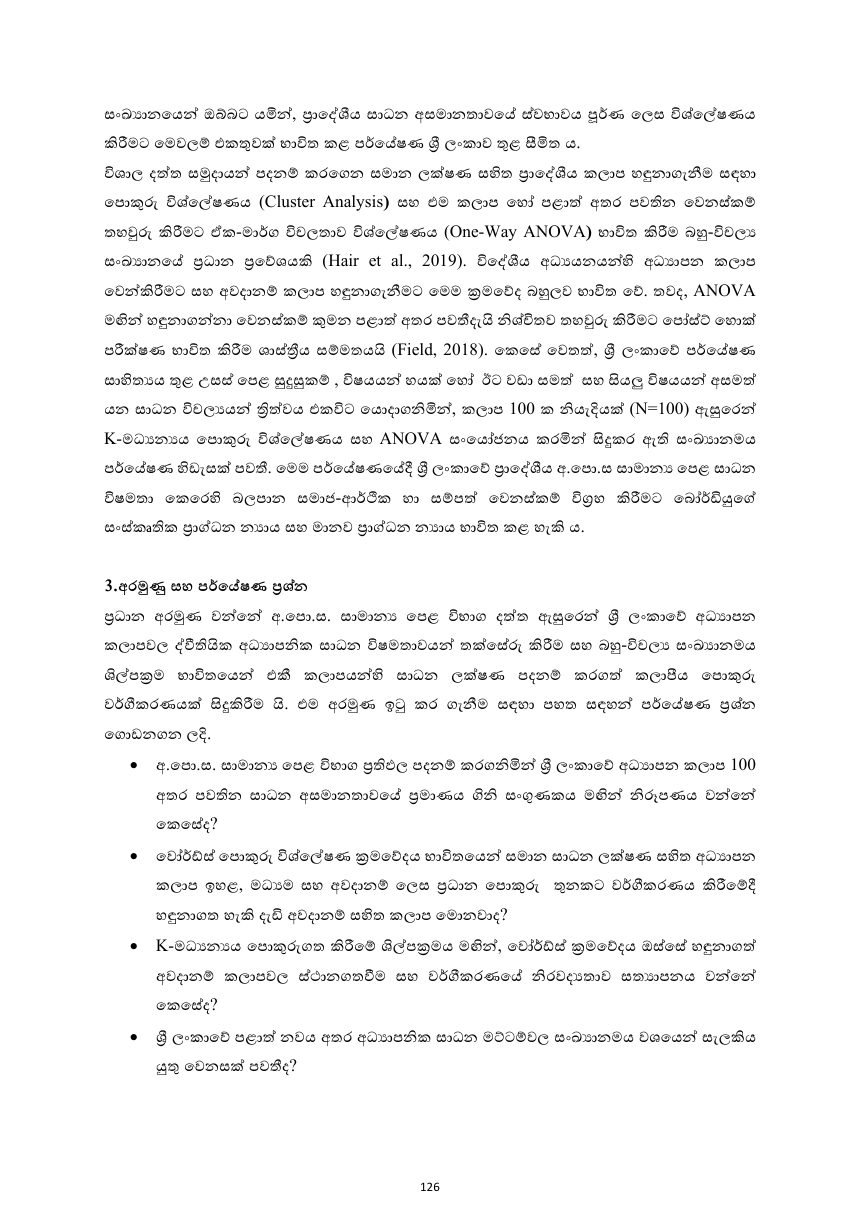 සංඛ්‍යානයෙන් ඔබ්බට යමින්, ප්‍රාදේශීය සාධන අසමානතාවයේ ස්වභාවය පූර්ණ ලෙස විශ්ලේෂණය
කිරීමට මෙවලම් එකතුවක් භාවිත කළ පර්යේෂණ ශ්‍රී ලංකාව තුළ සීමිත ය.
විශාල දත්ත සමුදායන් පදනම් කරගෙන සමාන ලක්ෂණ සහිත ප්‍රාදේශීය කලාප හඳුනාගැනීම සඳහා
පොකුරු විශ්ලේෂණය (Cluster Analysis) සහ එම කලාප හෝ පළාත් අතර පවතින වෙනස්කම්
තහවුරු කිරීමට ඒක-මාර්ග විචලතාව විශ්ලේෂණය (One-Way ANOVA) භාවිත කිරීම බහු-විචල්‍ය
සංඛ්‍යානයේ ප්‍රධාන ප්‍රවේශයකි (Hair et al., 2019). විදේශීය අධ්‍යයනයන්හි අධ්‍යාපන කලාප
වෙන්කිරීමට සහ අවදානම් කලාප හඳුනාගැනීමට මෙම ක්‍රමවේද බහුලව භාවිත වේ. තවද, ANOVA
මඟින් හඳුනාගන්නා වෙනස්කම් කුමන පළාත් අතර පවතීදැයි නිශ්චිතව තහවුරු කිරීමට පෝස්ට් හොක්
පරීක්ෂණ භාවිත කිරීම ශාස්ත්‍රීය සම්මතයයි (Field, 2018). කෙසේ වෙතත්, ශ්‍රී ලංකාවේ පර්යේෂණ
සාහිත්‍යය තුළ උසස් පෙළ සුදුසුකම් , විෂයයන් හයක් හෝ ඊට වඩා සමත් සහ සියලු විෂයයන් අසමත්
යන සාධන විචල්‍යයන් ත්‍රිත්වය එකවිට යොදාගනිමින්, කලාප 100 ක නියැදියක් (N=100) ඇසුරෙන්
K-මධ්‍යන්‍යය පොකුරු විශ්ලේෂණය සහ ANOVA සංයෝජනය කරමින් සිදුකර ඇති සංඛ්‍යානමය
පර්යේෂණ හිඩැසක් පවතී. මෙම පර්යේෂණයේදී ශ්‍රී ලංකාවේ ප්‍රාදේශීය අ.පො.ස සාමාන්‍ය පෙළ සාධන
විෂමතා කෙරෙහි බලපාන සමාජ-ආර්ථික හා සම්පත් වෙනස්කම් විග්‍රහ කිරීමට බෝර්ඩියුගේ
සංස්කෘතික ප්‍රාග්ධන න්‍යාය සහ මානව ප්‍රාග්ධන න්‍යාය භාවිත කළ හැකි ය.
3.අරමුණු සහ පර්යේෂණ ප්‍රශ්න
ප්‍රධාන අරමුණ වන්නේ අ.පො.ස. සාමාන්‍ය පෙළ විභාග දත්ත ඇසුරෙන් ශ්‍රී ලංකාවේ අධ්‍යාපන
කලාපවල ද්විතීයික අධ්‍යාපනික සාධන විෂමතාවයන් තක්සේරු කිරීම සහ බහු-විචල්‍ය සංඛ්‍යානමය
ශිල්පක්‍රම භාවිතයෙන් එකී කලාපයන්හි සාධන ලක්ෂණ පදනම් කරගත් කලාපීය පොකුරු
වර්ගීකරණයක් සිදුකිරීම යි. එම අරමුණ ඉටු කර ගැනීම සඳහා පහත සඳහන් පර්යේෂණ ප්‍රශ්න
ගොඩනගන ලදි.
• අ.පො.ස. සාමාන්‍ය පෙළ විභාග ප්‍රතිඵල පදනම් කරගනිමින් ශ්‍රී ලංකාවේ අධ්‍යාපන කලාප 100
අතර පවතින සාධන අසමානතාවයේ ප්‍රමාණය ගිනි සංගුණකය මඟින් නිරූපණය වන්නේ
කෙසේද?
• වෝර්ඩ්ස් පොකුරු විශ්ලේෂණ ක්‍රමවේදය භාවිතයෙන් සමාන සාධන ලක්ෂණ සහිත අධ්‍යාපන
කලාප ඉහළ, මධ්‍යම සහ අවදානම් ලෙස ප්‍රධාන පොකුරු තුනකට වර්ගීකරණය කිරීමේදී
හඳුනාගත හැකි දැඩි අවදානම් සහිත කලාප මොනවාද?
• K-මධ්‍යන්‍යය පොකුරුගත කිරීමේ ශිල්පක්‍රමය මඟින්, වෝර්ඩ්ස් ක්‍රමවේදය ඔස්සේ හඳුනාගත්
අවදානම් කලාපවල ස්ථානගතවීම සහ වර්ගීකරණයේ නිරවද්‍යතාව සත්‍යාපනය වන්නේ
කෙසේද?
• ශ්‍රී ලංකාවේ පළාත් නවය අතර අධ්‍යාපනික සාධන මට්ටම්වල සංඛ්‍යානමය වශයෙන් සැලකිය
යුතු වෙනසක් පවතීද?
126